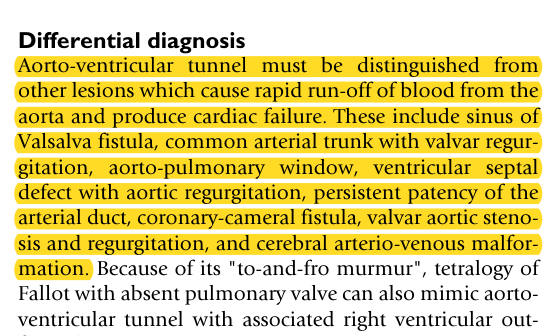 Differential diagnosis
Aorto-ventricular tunnel must be distinguished from
other lesions which cause rapid run-off of blood from the
aorta and produce cardiac failure. These include sinus of
Valsalva fistula, common arterial trunk with valvar regur-
gitation, aorto-pulmonary window, ventricular septal
defect with aortic regurgitation, persistent patency of the
arterial duct, coronary-cameral fistula, valvar aortic steno-
sis and regurgitation, and cerebral arterio-venous malfor-
mation. Because of its "to-and-fro murmur", tetralogy of
Fallot with absent pulmonary valve can also mimic aorto-
ventricular tunnel with associated right ventricular out-